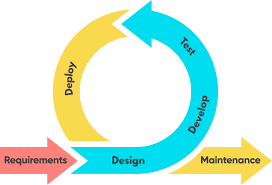 Requirements
Design
Develop
Test
Deploy
Maintenance